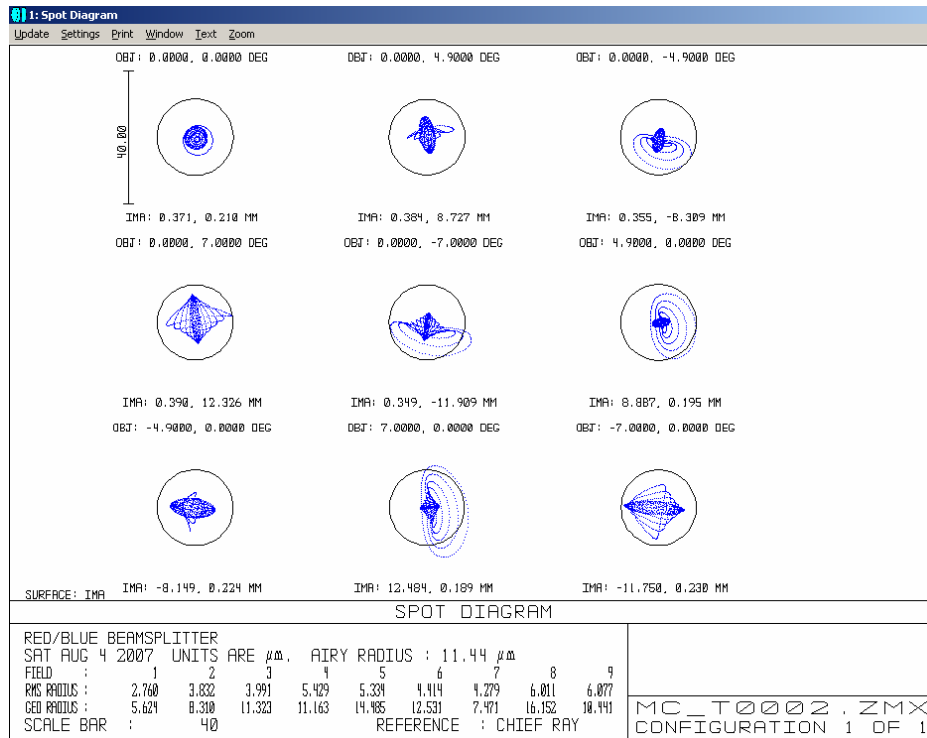 1: Spot Diagram
Update Settings Print Window Text Zoom
OBJ: 0.0000, 0.0000 DEG OBJ: 0.0000, 4.9000 DEG OBJ: 0.0000, -4.9000 DEG
40.00
IMA: 0.371, 0.210 MM IMA: 0.384, 8.727 MM IMA: 0.355, -8.309 MM
OBJ: 0.0000, 7.0000 DEG OBJ: 0.0000, -7.0000 DEG OBJ: 4.9000, 0.0000 DEG
IMA: 0.390, 12.326 MM IMA: 0.349, -11.909 MM IMA: 8.887, 0.195 MM
OBJ: -4.9000, 0.0000 DEG OBJ: 7.0000, 0.0000 DEG OBJ: -7.0000, 0.0000 DEG
SURFACE: IMA IMA: -8.149, 0.224 MM IMA: 12.484, 0.189 MM IMA: -11.750, 0.230 MM
SPOT DIAGRAM
RED/BLUE BEAMSPLITTER
SAT AUG 4 2007 UNITS ARE μm. AIRY RADIUS : 11.44 μm
FIELD : 1 2 3 4 5 6 7 8 9
RMS RADIUS : 2.760 3.832 3.991 5.429 5.334 4.414 4.279 6.011 6.077
GEO RADIUS : 5.624 8.310 11.323 11.163 14.485 12.531 7.471 16.152 10.441
SCALE BAR : 40 REFERENCE : CHIEF RAY
MC_T0002.ZMX
CONFIGURATION 1 OF 1